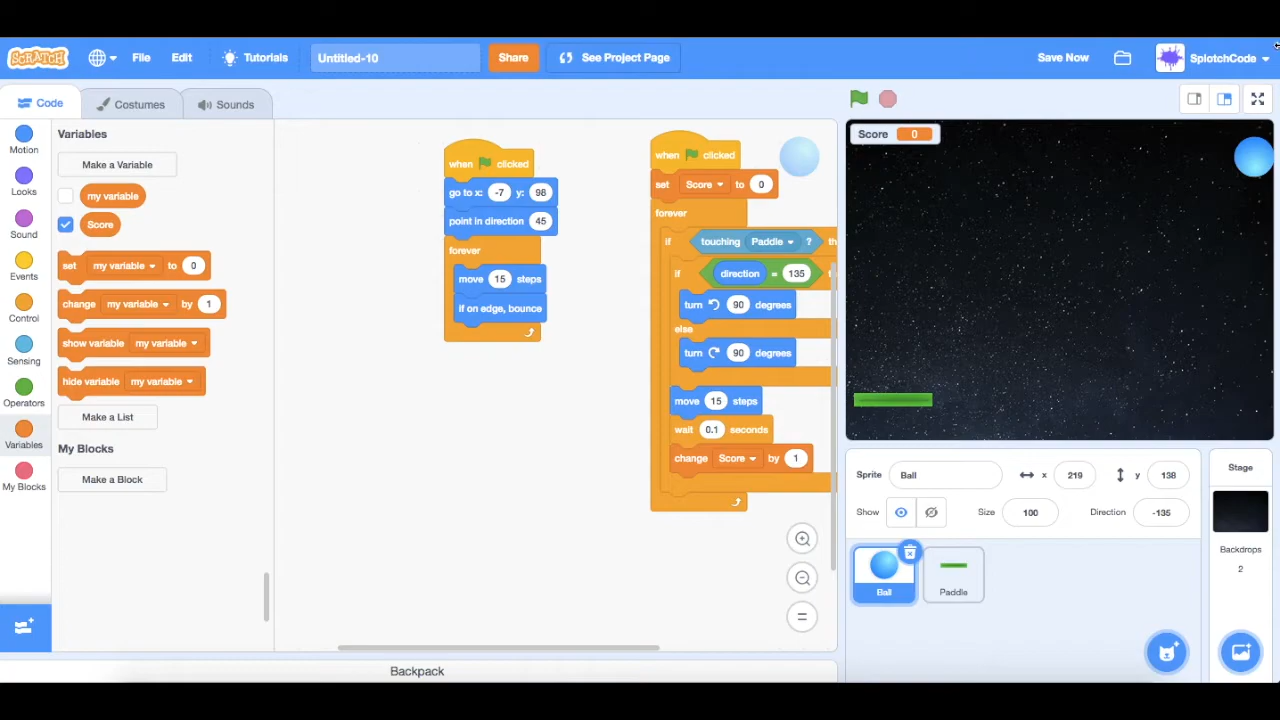 SCRATCH File Edit Tutorials Untitled-10 Share See Project Page Save Now SplotchCode
Code Costumes Sounds
Motion
Looks
Sound
Events
Control
Sensing
Operators
Variables
My Blocks
Variables
Make a Variable
my variable
Score
set my variable to 0
change my variable by 1
show variable my variable
hide variable my variable
Make a List
My Blocks
Make a Block
when clicked
go to x: -7 y: 98
point in direction 45
forever
move 15 steps
if on edge, bounce
when clicked
set Score to 0
forever
if touching Paddle ? th
if direction = 135 t
turn 90 degrees
else
turn 90 degrees
move 15 steps
wait 0.1 seconds
change Score by 1
Backpack
Score 0
Sprite Ball x 219 y 138
Show Size 100 Direction -135
Ball
Paddle
Stage
Backdrops
2